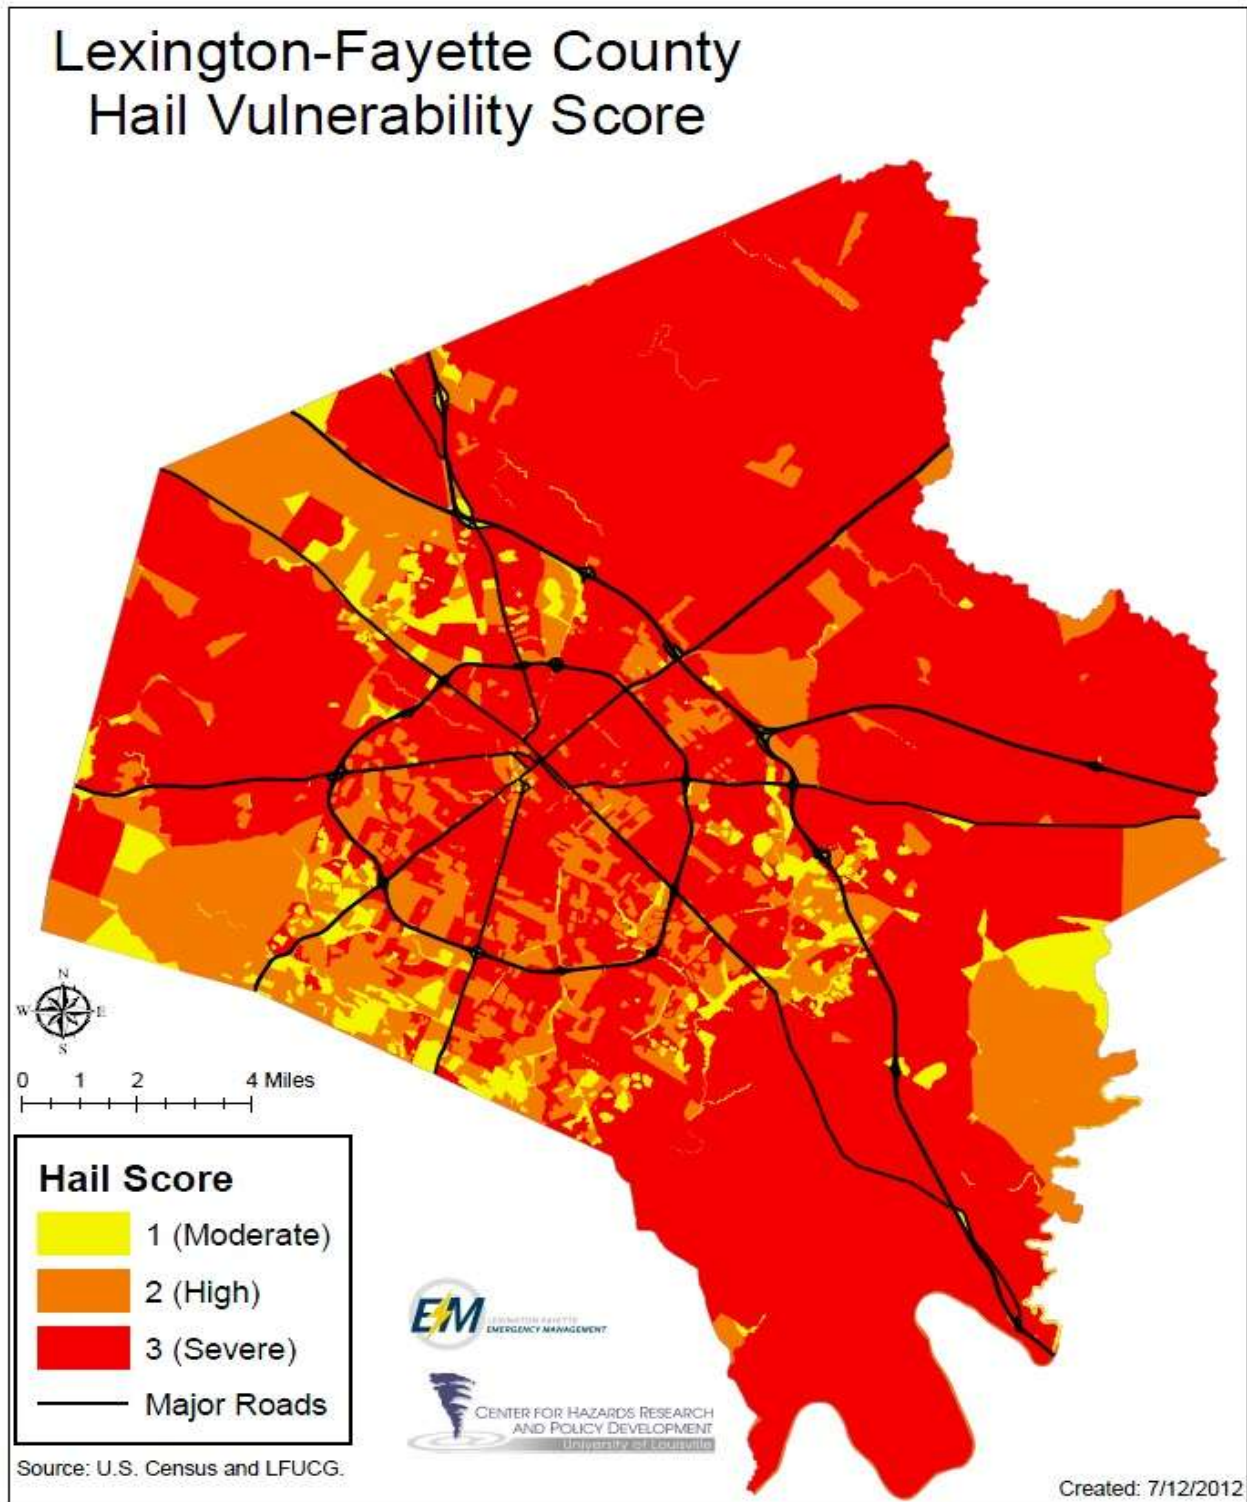 Lexington-Fayette County
Hail Vulnerability Score
N
W E
S
0 1 2 4 Miles
Hail Score
1 (Moderate)
2 (High)
3 (Severe)
Major Roads
Source: U.S. Census and LFUCG.
EM
LEXINGTON-FAYETTE
EMERGENCY MANAGEMENT
CENTER FOR HAZARDS RESEARCH
AND POLICY DEVELOPMENT
University of Louisville
Created: 7/12/2012